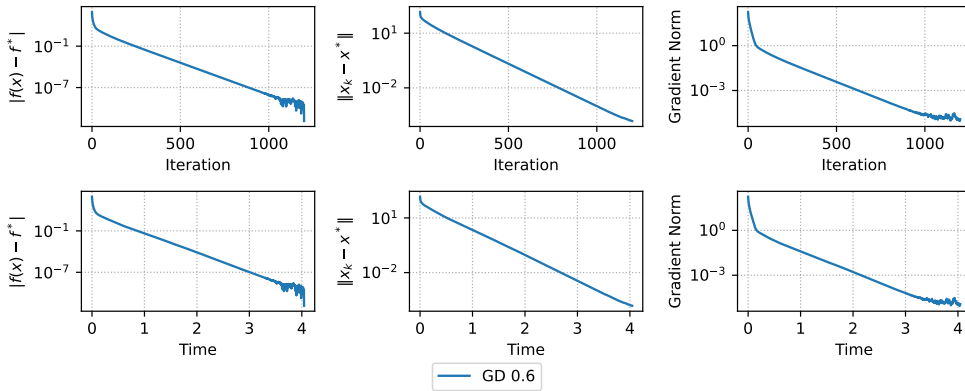 |f(x) − f*|
10⁻¹
10⁻⁷
0
500
1000
Iteration
‖xₖ − x*‖
10¹
10⁻²
0
500
1000
Iteration
Gradient Norm
10⁰
10⁻³
0
500
1000
Iteration
|f(x) − f*|
10⁻¹
10⁻⁷
0
1
2
3
4
Time
‖xₖ − x*‖
10¹
10⁻²
0
1
2
3
4
Time
Gradient Norm
10⁰
10⁻³
0
1
2
3
4
Time
GD 0.6